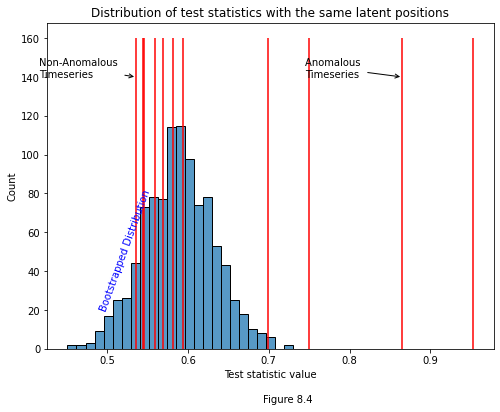 Distribution of test statistics with the same latent positions
160
140
120
100
80
60
40
20
0
Count
Non-Anomalous
Timeseries
Anomalous
Timeseries
Bootstrapped Distribution
0.5 0.6 0.7 0.8 0.9
Test statistic value
Figure 8.4